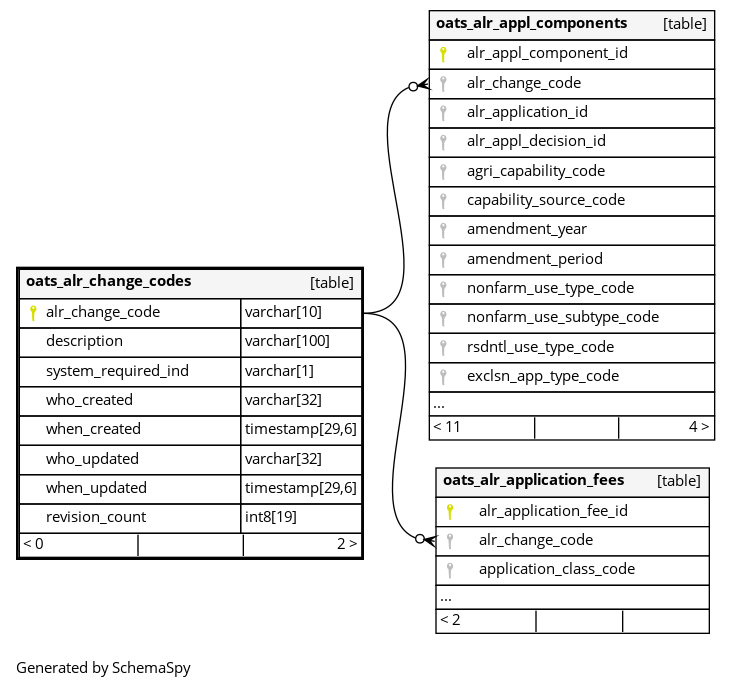 oats_alr_appl_components [table]
alr_appl_component_id
alr_change_code
alr_application_id
alr_appl_decision_id
agri_capability_code
capability_source_code
amendment_year
amendment_period
nonfarm_use_type_code
nonfarm_use_subtype_code
rsdntl_use_type_code
exclsn_app_type_code
...
< 11 4 >
oats_alr_change_codes [table]
alr_change_code varchar[10]
description varchar[100]
system_required_ind varchar[1]
who_created varchar[32]
when_created timestamp[29,6]
who_updated varchar[32]
when_updated timestamp[29,6]
revision_count int8[19]
< 0 2 >
oats_alr_application_fees [table]
alr_application_fee_id
alr_change_code
application_class_code
...
< 2
Generated by SchemaSpy